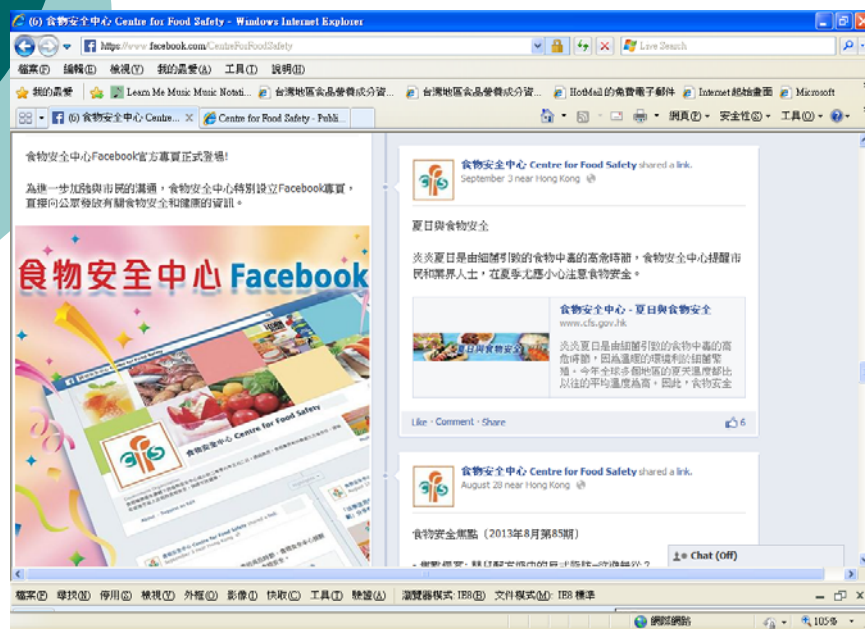 (6) 食物安全中心 Centre for Food Safety - Windows Internet Explorer
https://www.facebook.com/CentreForFoodSafety
Live Search
檔案(F) 編輯(E) 檢視(V) 我的最愛(A) 工具(T) 說明(H)
我的最愛 Learn Me Music Music Notati... 台灣地區食品營養成分資... 台灣地區食品營養成分資... HotMail 的免費電子郵件 Internet 起始畫面 Microsoft
(6) 食物安全中心 Centre... X Centre for Food Safety - Publi... 網頁(P) 安全性(S) 工具(O)
食物安全中心Facebook官方專頁正式登場!
為進一步加強與市民的溝通,食物安全中心特別設立Facebook專頁,
直接向公眾發放有關食物安全和健康的資訊。
食物安全中心 Facebook
食物安全中心 Centre for Food Safety
食物安全中心 Centre for Food Safety shared a link.
September 3 near Hong Kong
夏日與食物安全
炎炎夏日是由細菌引致的食物中毒的高危時節,食物安全中心提醒市
民和業界人士,在夏季尤應小心注意食物安全。
夏日與食物安全
食物安全中心 - 夏日與食物安全
www.cfs.gov.hk
炎炎夏日是由細菌引致的食物中毒的高
危時節,因為溫暖的環境利於細菌繁
殖。今年全球多個地區的夏天溫度都比
以往的平均溫度為高。因此,食物安全
Like · Comment · Share 6
食物安全中心 Centre for Food Safety shared a link.
August 28 near Hong Kong
食物安全焦點(2013年8月第85期)
Chat (Off)
檔案(F) 尋找(N) 停用(S) 檢視(V) 外框(O) 影像(I) 快取(C) 工具(T) 驗證(A) 瀏覽器模式: IE8(B) 文件模式(M): IE8 標準
網際網路 105%